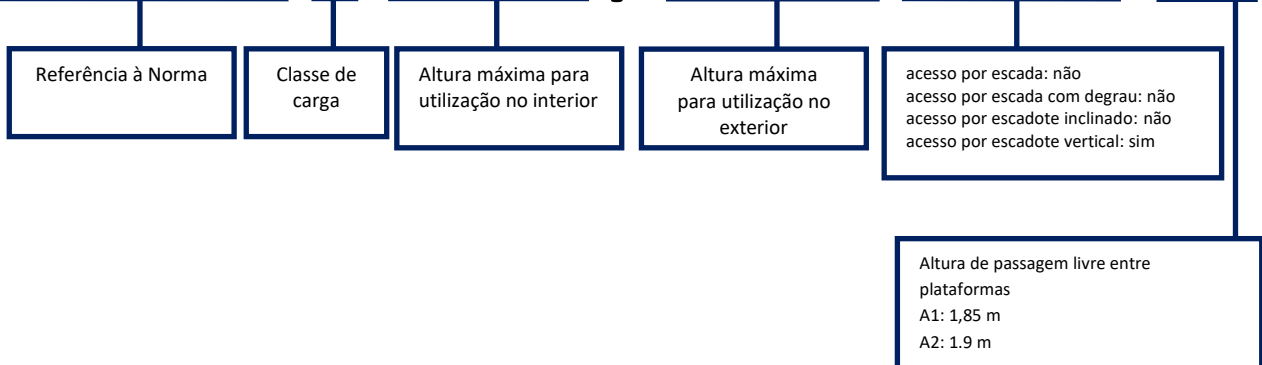 Referência à Norma
Classe de
carga
Altura máxima para
utilização no interior
Altura máxima
para utilização no
exterior
acesso por escada: não
acesso por escada com degrau: não
acesso por escadote inclinado: não
acesso por escadote vertical: sim
Altura de passagem livre entre
plataformas
A1: 1,85 m
A2: 1.9 m